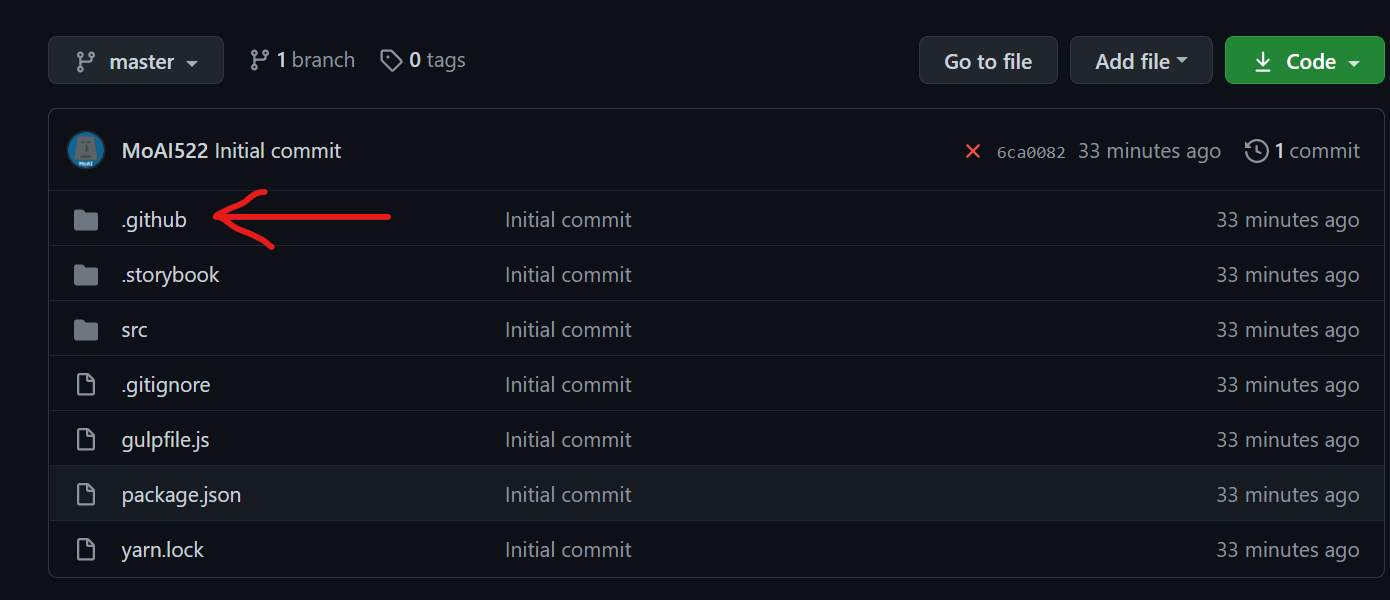 master 1 branch 0 tags Go to file Add file Code
MoAI522 Initial commit 6ca0082 33 minutes ago 1 commit
.github Initial commit 33 minutes ago
.storybook Initial commit 33 minutes ago
src Initial commit 33 minutes ago
.gitignore Initial commit 33 minutes ago
gulpfile.js Initial commit 33 minutes ago
package.json Initial commit 33 minutes ago
yarn.lock Initial commit 33 minutes ago